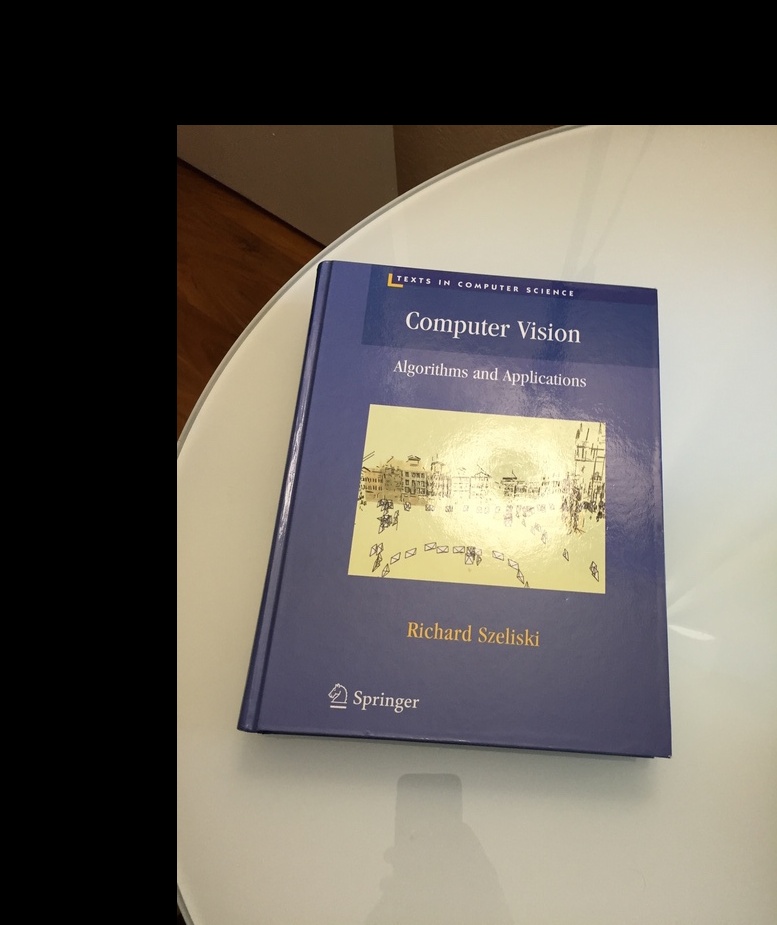 TEXTS IN COMPUTER SCIENCE
Computer Vision
Algorithms and Applications
Richard Szeliski
Springer